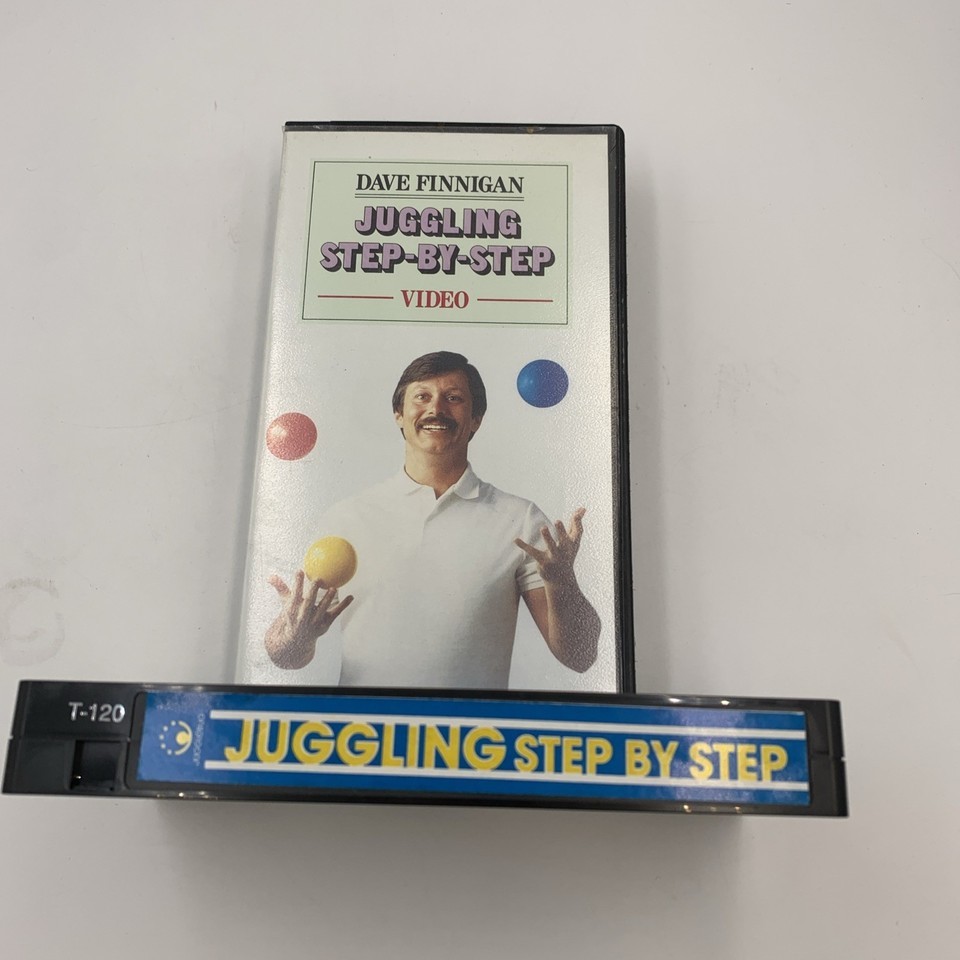 DAVE FINNIGAN
JUGGLING
STEP-BY-STEP
VIDEO
T-120
JUGGLING STEP BY STEP